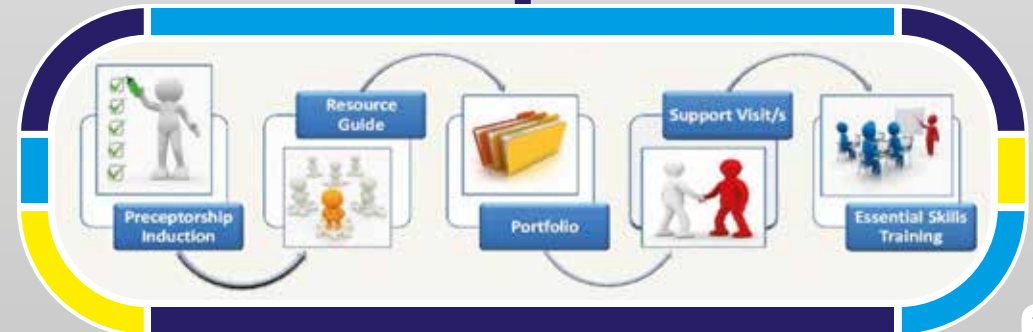 Preceptorship
Induction
Resource
Guide
Portfolio
Support Visit/s
Essential Skills
Training